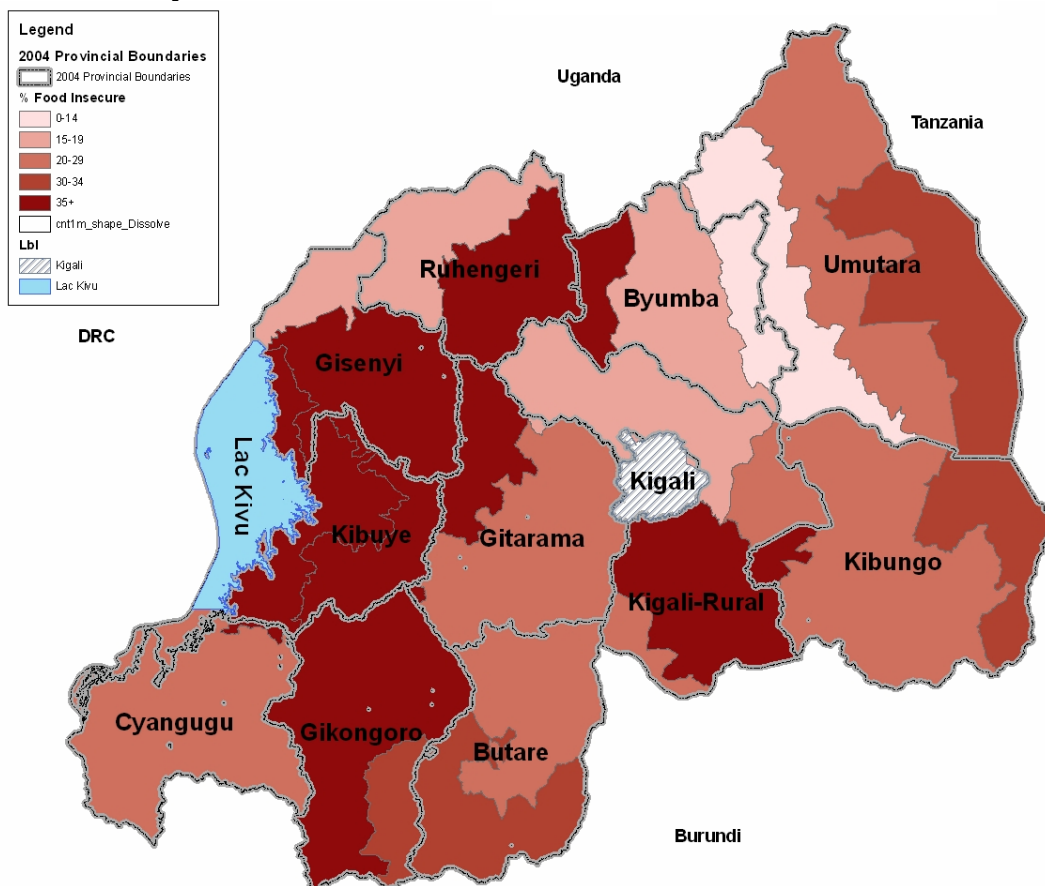 Legend
2004 Provincial Boundaries
2004 Provincial Boundaries
% Food Insecure
0-14
15-19
20-29
30-34
35+
cnt1m_shape_Dissolve
Lbl
Kigali
Lac Kivu
Uganda
Tanzania
DRC
Burundi
Ruhengeri
Byumba
Umutara
Gisenyi
Lac Kivu
Kigali
Kibuye
Gitarama
Kibungo
Kigali-Rural
Cyangugu
Gikongoro
Butare